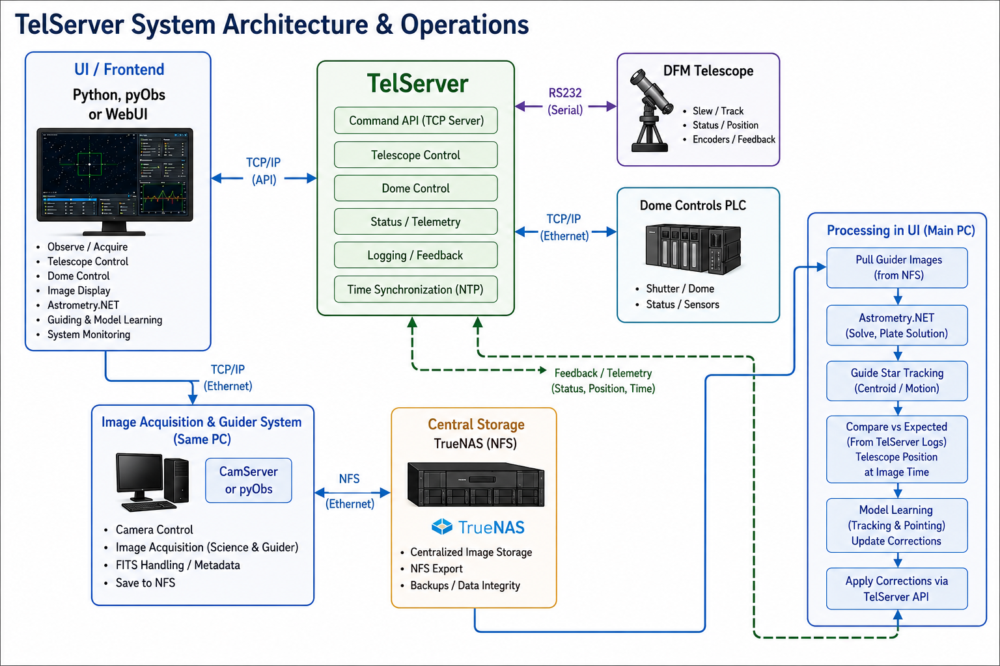 TelServer System Architecture & Operations
UI / Frontend
Python, pyObs
or WebUI
• Observe / Acquire
• Telescope Control
• Dome Control
• Image Display
• Astrometry.NET
• Guiding & Model Learning
• System Monitoring
TCP/IP
(API)
TelServer
Command API (TCP Server)
Telescope Control
Dome Control
Status / Telemetry
Logging / Feedback
Time Synchronization (NTP)
RS232
(Serial)
DFM Telescope
• Slew / Track
• Status / Position
• Encoders / Feedback
TCP/IP
(Ethernet)
Dome Controls PLC
• Shutter / Dome
• Status / Sensors
Feedback / Telemetry
(Status, Position, Time)
TCP/IP
(Ethernet)
Image Acquisition & Guider System
(Same PC)
CamServer
or pyObs
• Camera Control
• Image Acquisition (Science & Guider)
• FITS Handling / Metadata
• Save to NFS
NFS
(Ethernet)
Central Storage
TrueNAS (NFS)
TrueNAS
• Centralized Image Storage
• NFS Export
• Backups / Data Integrity
Processing in UI (Main PC)
Pull Guider Images
(from NFS)
Astrometry.NET
(Solve, Plate Solution)
Guide Star Tracking
(Centroid / Motion)
Compare vs Expected
(From TelServer Logs)
Telescope Position
at Image Time
Model Learning
(Tracking & Pointing)
Update Corrections
Apply Corrections via
TelServer API